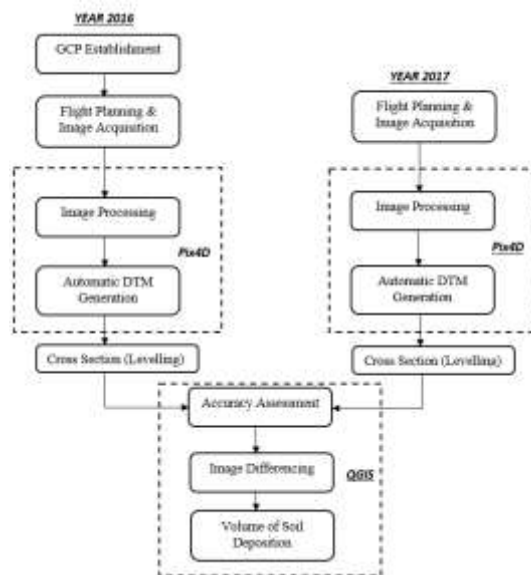 YEAR 2016
GCP Establishment
Flight Planning &
Image Acquisition
Image Processing
Pix4D
Automatic DTM
Generation
Cross Section (Levelling)
YEAR 2017
Flight Planning &
Image Acquisition
Image Processing
Pix4D
Automatic DTM
Generation
Cross Section (Levelling)
Accuracy Assessment
Image Differencing
QGIS
Volume of Soil
Deposition